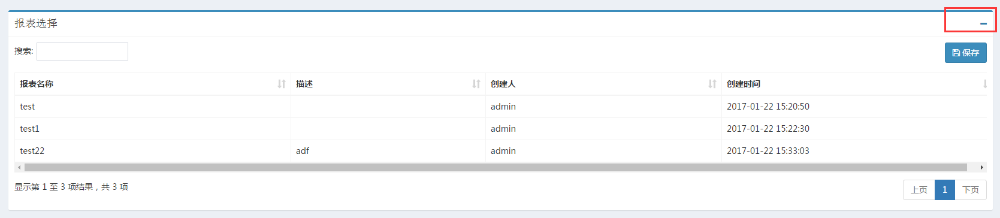 报表选择
搜索:
保存
报表名称 描述 创建人 创建时间
test admin 2017-01-22 15:20:50
test1 admin 2017-01-22 15:22:30
test22 adf admin 2017-01-22 15:33:03
显示第 1 至 3 项结果，共 3 项
上页 1 下页